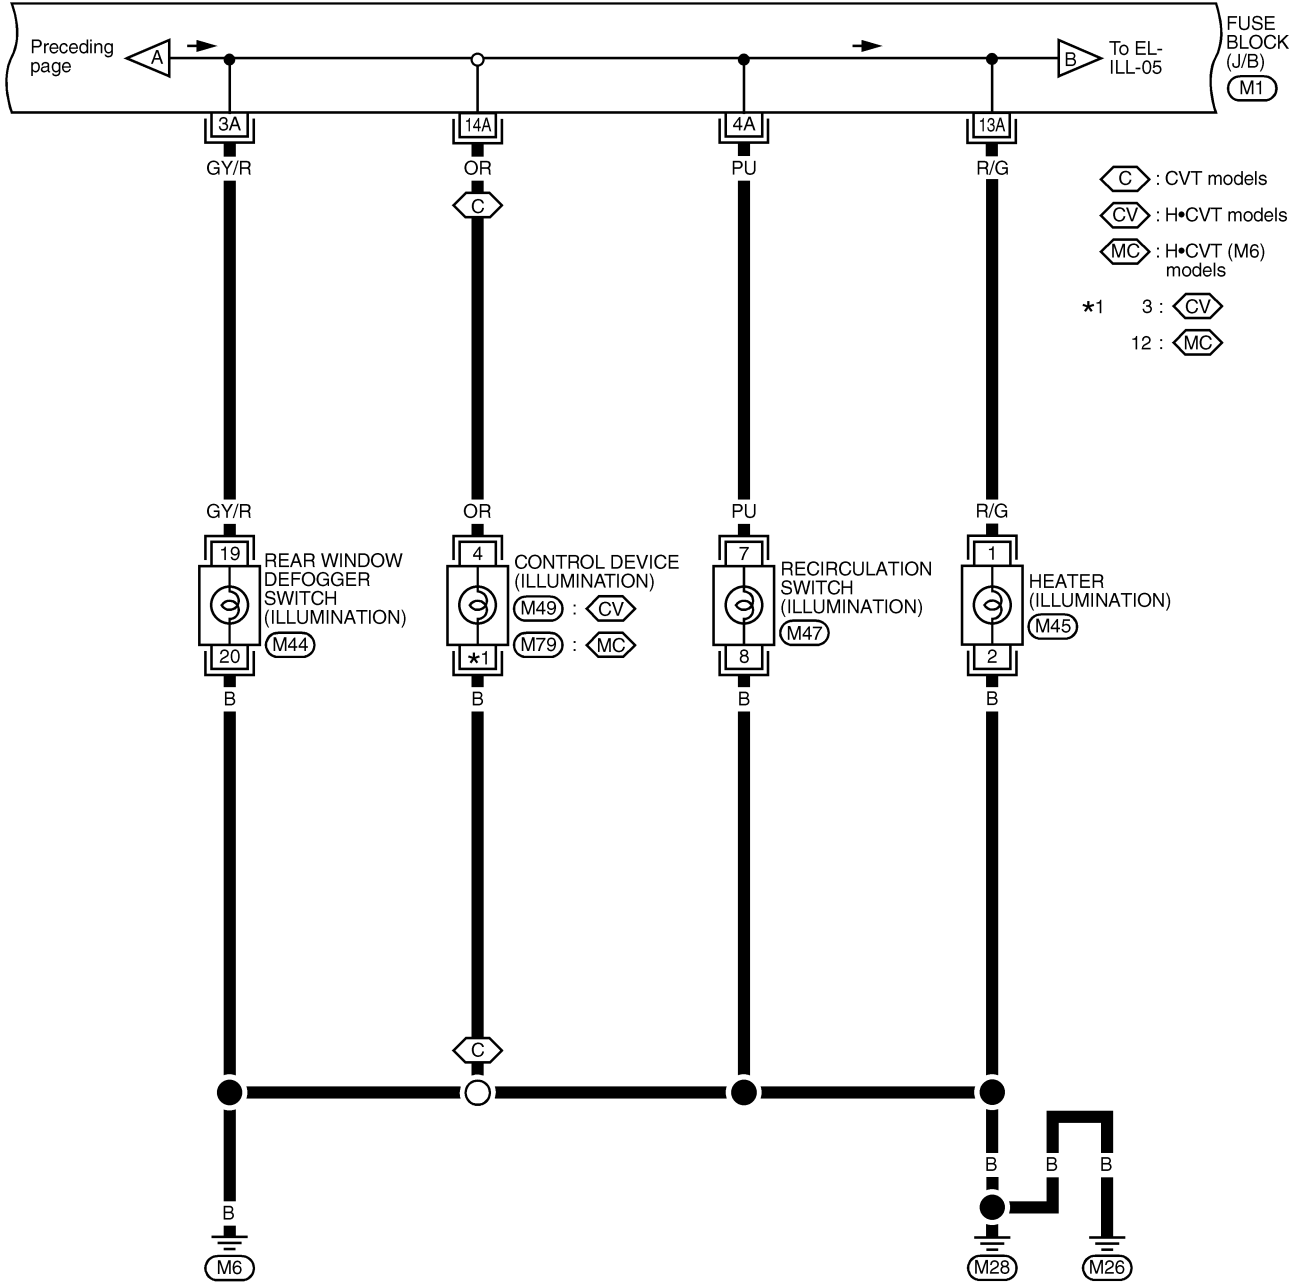 Preceding
page
A
B
To EL-
ILL-05
FUSE
BLOCK
(J/B)
M1
3A
14A
4A
13A
GY/R
OR
PU
R/G
C
C : CVT models
CV : H•CVT models
MC : H•CVT (M6)
models
*1 3 : CV
12 : MC
GY/R
OR
PU
R/G
19
4
7
1
REAR WINDOW
DEFOGGER
SWITCH
(ILLUMINATION)
M44
CONTROL DEVICE
(ILLUMINATION)
M49 : CV
M79 : MC
RECIRCULATION
SWITCH
(ILLUMINATION)
M47
HEATER
(ILLUMINATION)
M45
20
*1
8
2
B
B
B
B
C
B
B
B
B
M6
M28
M26